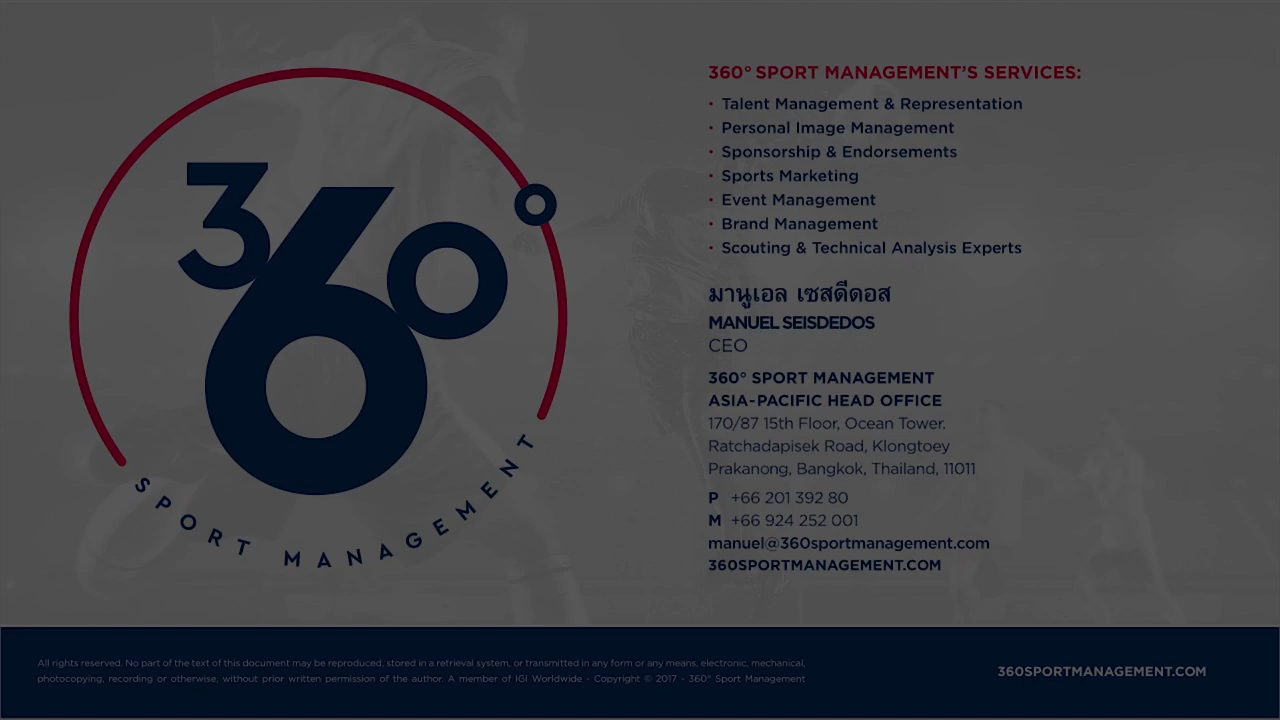 360°
SPORT MANAGEMENT
360° SPORT MANAGEMENT'S SERVICES:
· Talent Management & Representation
· Personal Image Management
· Sponsorship & Endorsements
· Sports Marketing
· Event Management
· Brand Management
· Scouting & Technical Analysis Experts
มานูเอล เซสดีดอส
MANUEL SEISDEDOS
CEO
360° SPORT MANAGEMENT
ASIA-PACIFIC HEAD OFFICE
170/87 15th Floor, Ocean Tower.
Ratchadapisek Road, Klongtoey
Prakanong, Bangkok, Thailand, 11011
P +66 201 392 80
M +66 924 252 001
manuel@360sportmanagement.com
360SPORTMANAGEMENT.COM
All rights reserved. No part of the text of this document may be reproduced, stored in a retrieval system, or transmitted in any form or any means, electronic, mechanical,
photocopying, recording or otherwise, without prior written permission of the author. A member of IGI Worldwide - Copyright © 2017 - 360° Sport Management
360SPORTMANAGEMENT.COM